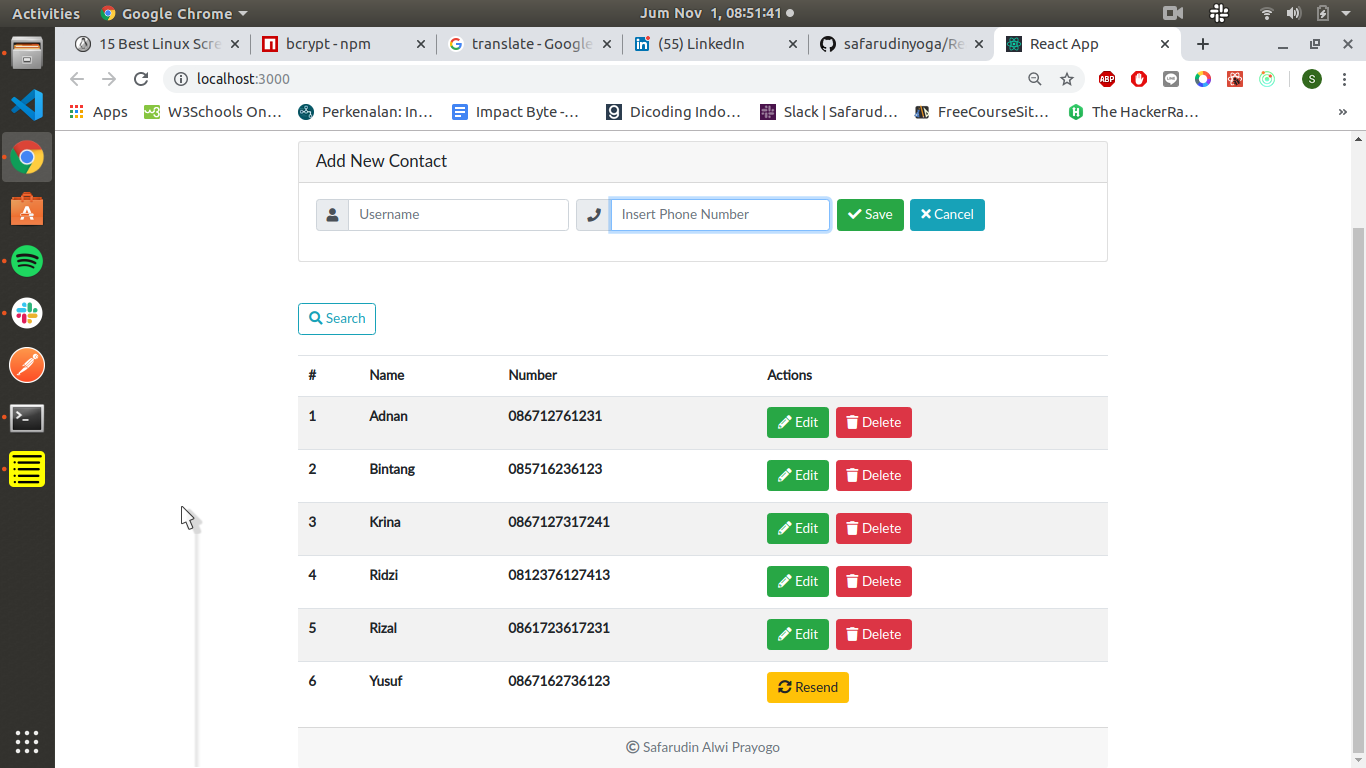 Activities Google Chrome Jum Nov 1, 08:51:41
15 Best Linux Scre bcrypt - npm translate - Google (55) LinkedIn safarudinyoga/Re React App
localhost:3000 ABP S
Apps W3Schools On... Perkenalan: In... Impact Byte -... Dicoding Indo... Slack | Safarud... FreeCourseSit... The HackerRa... »
Add New Contact
Username Insert Phone Number Save Cancel
Search
# Name Number Actions
1 Adnan 086712761231 Edit Delete
2 Bintang 085716236123 Edit Delete
3 Krina 0867127317241 Edit Delete
4 Ridzi 0812376127413 Edit Delete
5 Rizal 0861723617231 Edit Delete
6 Yusuf 0867162736123 Resend
© Safarudin Alwi Prayogo